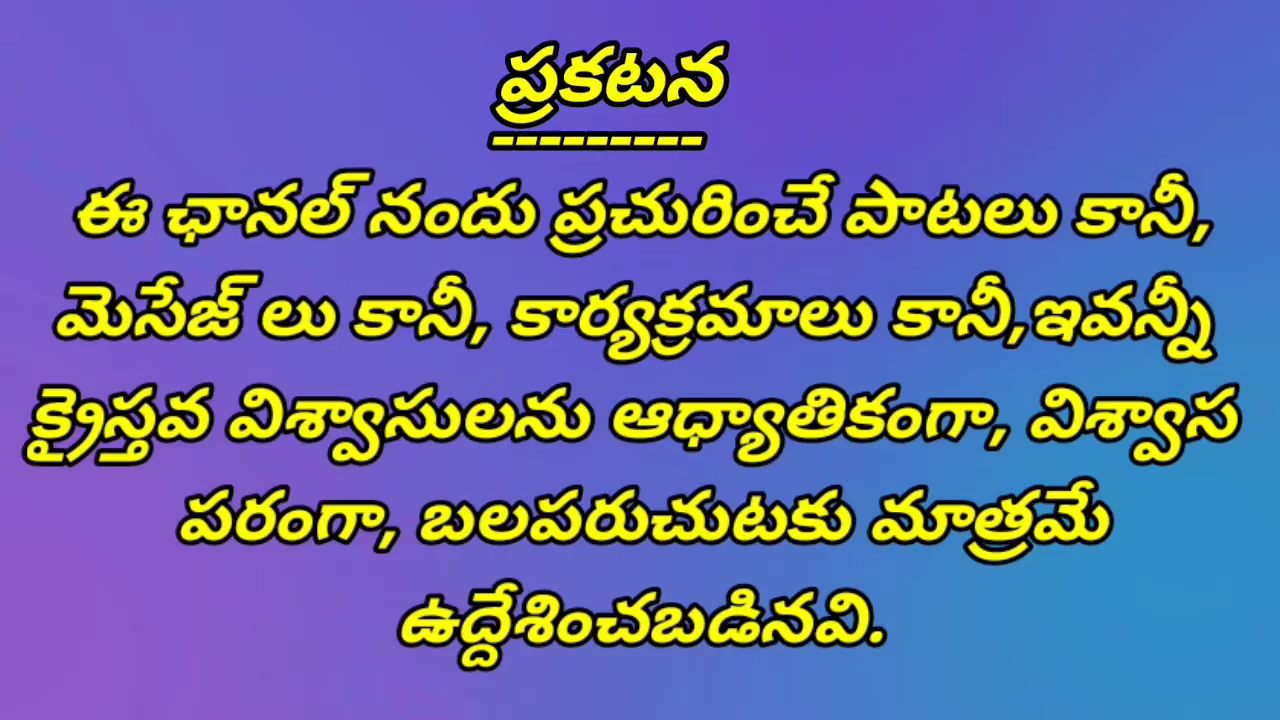 ప్రకటన
---------
ఈ ఛానల్ నందు ప్రచురించే పాటలు కానీ,
మెసేజ్ లు కానీ, కార్యక్రమాలు కానీ,ఇవన్నీ
క్రైస్తవ విశ్వాసులను ఆధ్యాతికంగా, విశ్వాస
పరంగా, బలపరుచుటకు మాత్రమే
ఉద్దేశించబడినవి.